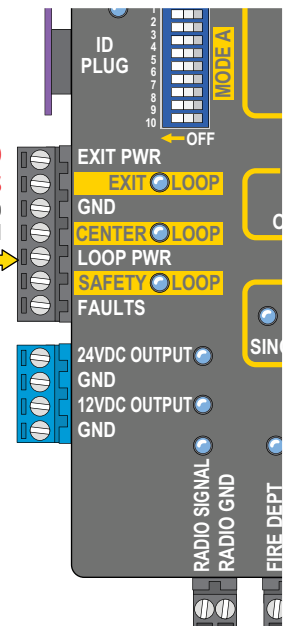 1
2
3
4
5
6
7
8
9
10
ID
PLUG
MODE A
OFF
EXIT PWR
EXIT LOOP
GND
CENTER LOOP
LOOP PWR
SAFETY LOOP
FAULTS
24VDC OUTPUT
GND
12VDC OUTPUT
GND
RADIO SIGNAL
RADIO GND
FIRE DEPT